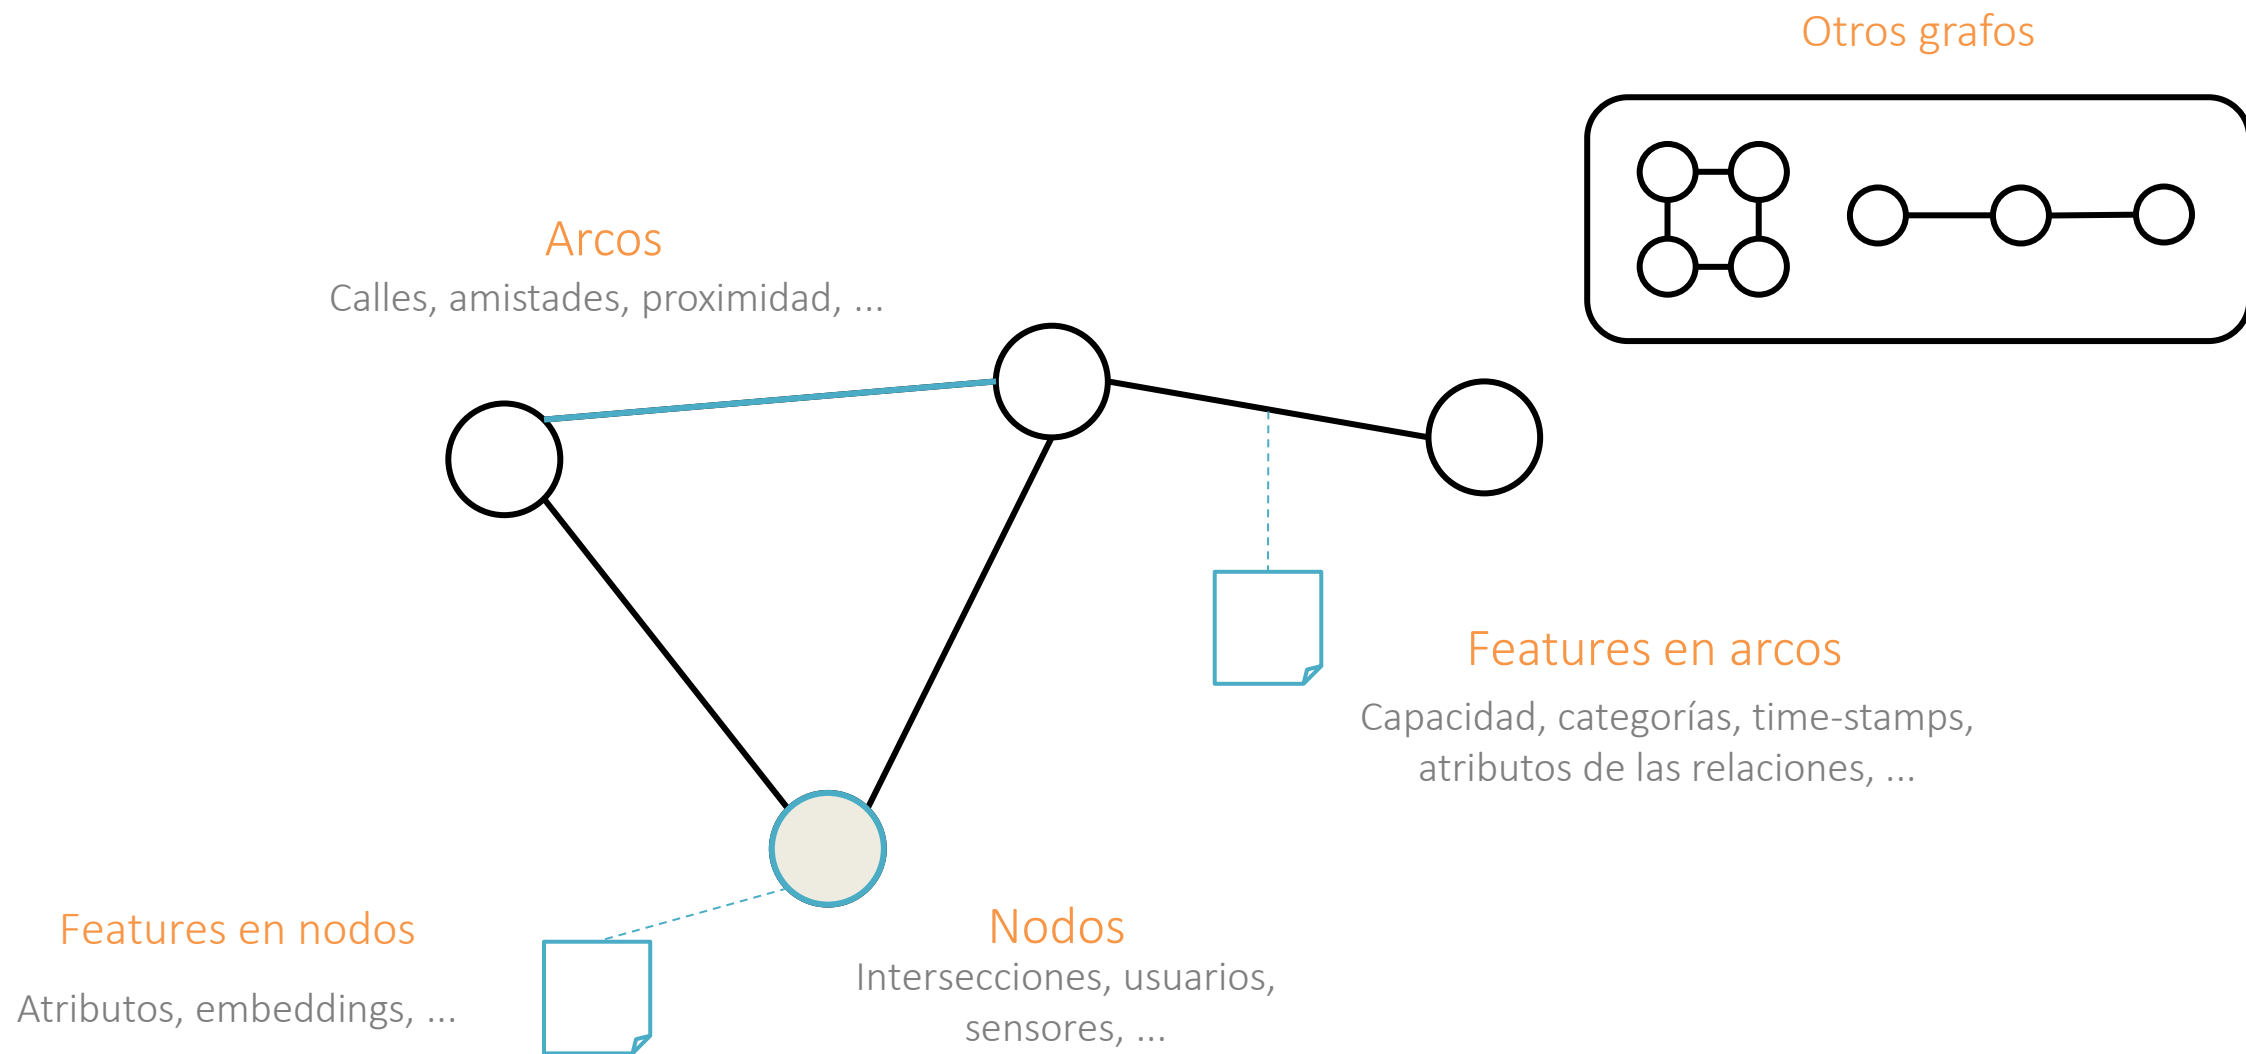 Otros grafos
Arcos
Calles, amistades, proximidad, ...
Features en arcos
Capacidad, categorías, time-stamps,
atributos de las relaciones, ...
Features en nodos
Atributos, embeddings, ...
Nodos
Intersecciones, usuarios,
sensores, ...